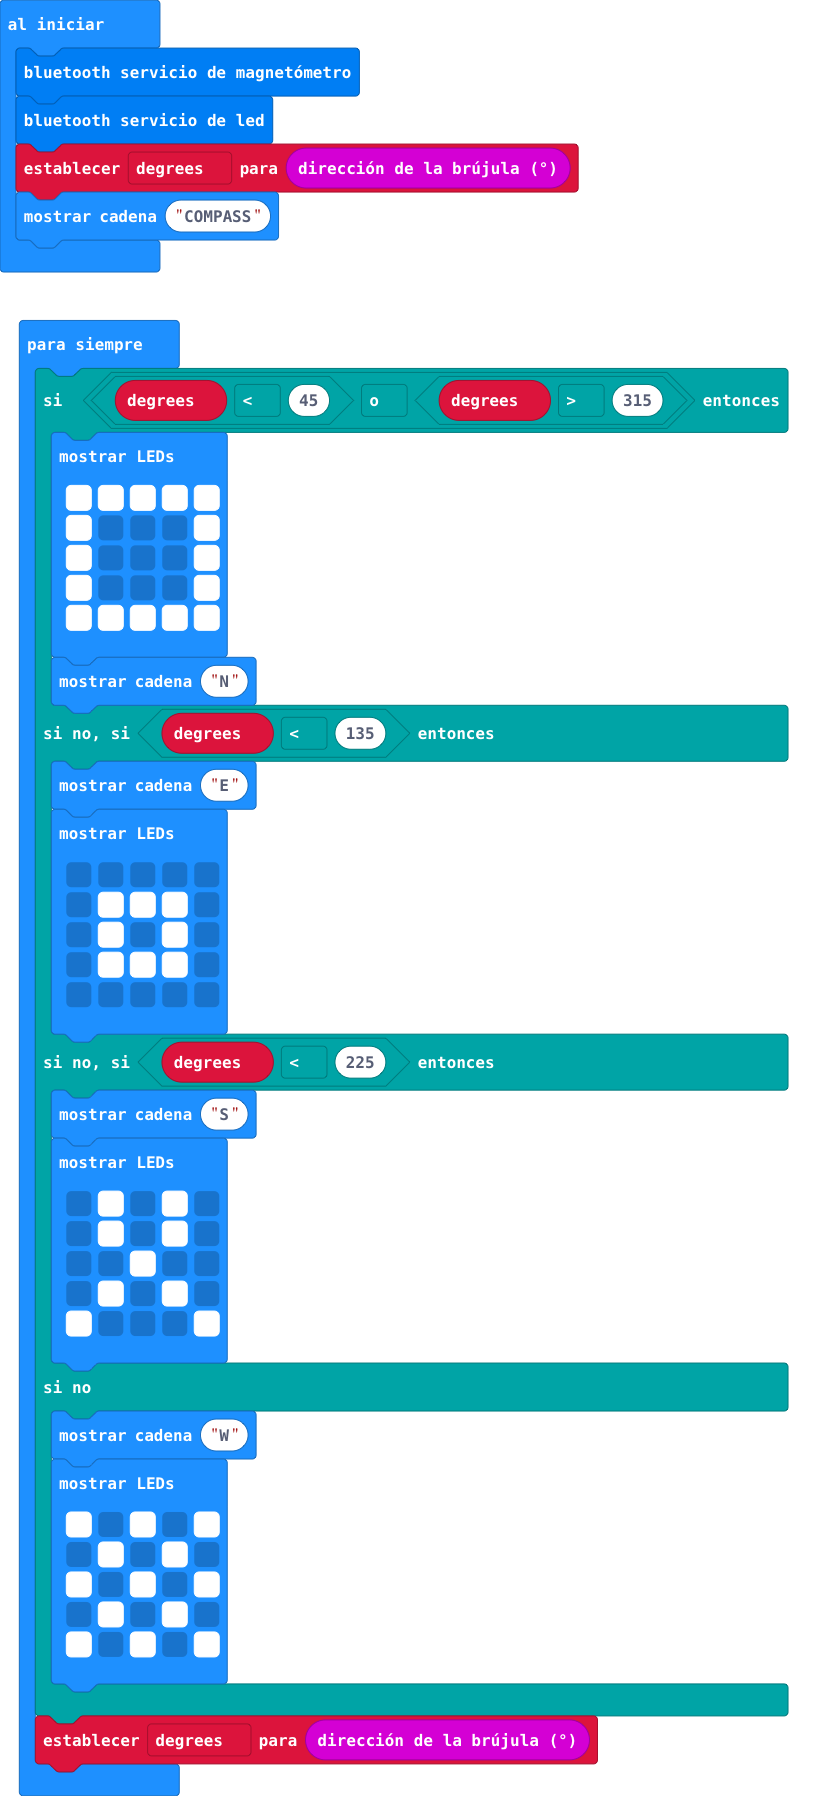 al iniciar
bluetooth servicio de magnetómetro
bluetooth servicio de led
establecer degrees para dirección de la brújula (°)
mostrar cadena "COMPASS"
para siempre
si degrees < 45 o degrees > 315 entonces
mostrar LEDs
mostrar cadena "N"
si no, si degrees < 135 entonces
mostrar cadena "E"
mostrar LEDs
si no, si degrees < 225 entonces
mostrar cadena "S"
mostrar LEDs
si no
mostrar cadena "W"
mostrar LEDs
establecer degrees para dirección de la brújula (°)